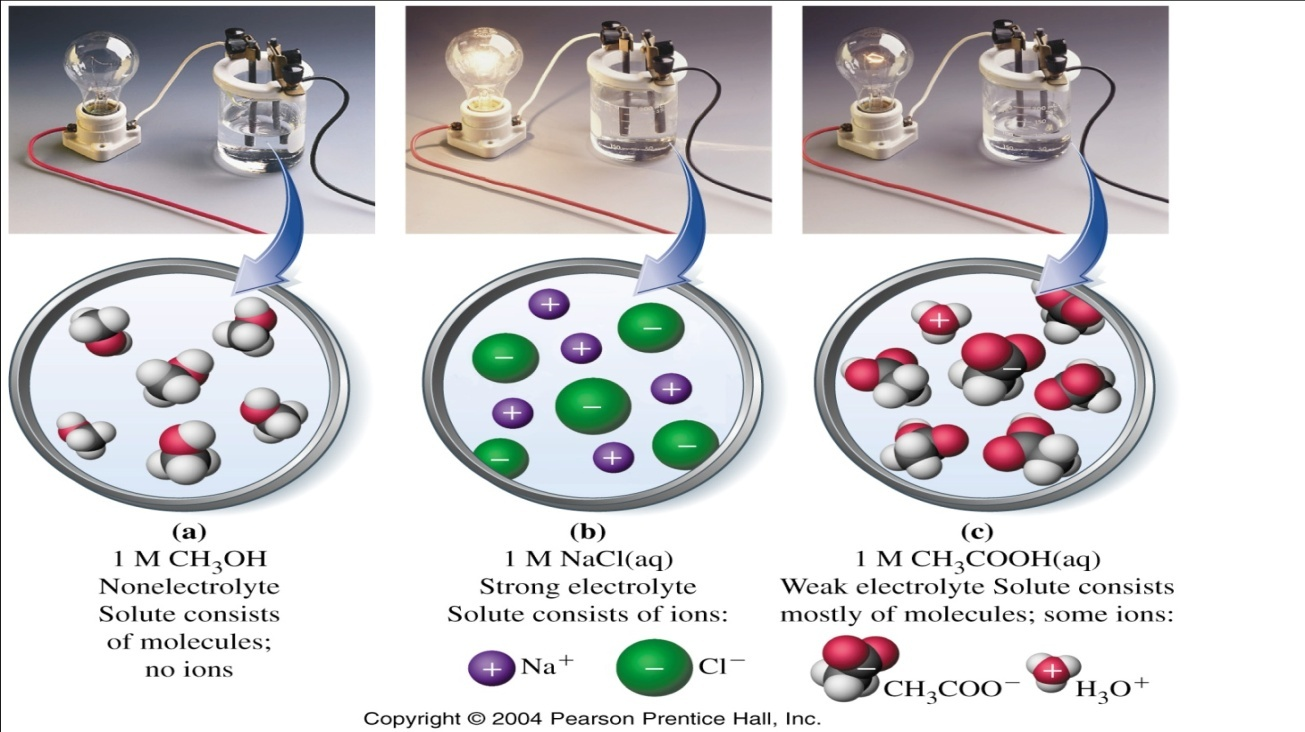 (a)
1 M CH₃OH
Nonelectrolyte
Solute consists
of molecules;
no ions
(b)
1 M NaCl(aq)
Strong electrolyte
Solute consists of ions:
+ Na⁺ − Cl⁻
(c)
1 M CH₃COOH(aq)
Weak electrolyte Solute consists
mostly of molecules; some ions:
− CH₃COO⁻ + H₃O⁺
Copyright © 2004 Pearson Prentice Hall, Inc.